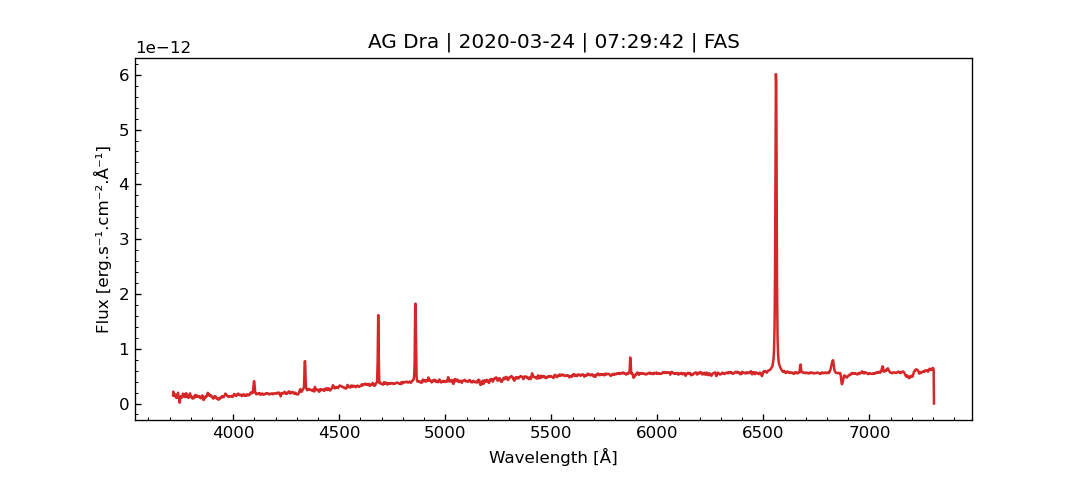 AG Dra | 2020-03-24 | 07:29:42 | FAS
1e−12
6
5
4
3
2
1
0
Flux [erg.s⁻¹.cm⁻².Å⁻¹]
4000 4500 5000 5500 6000 6500 7000
Wavelength [Å]